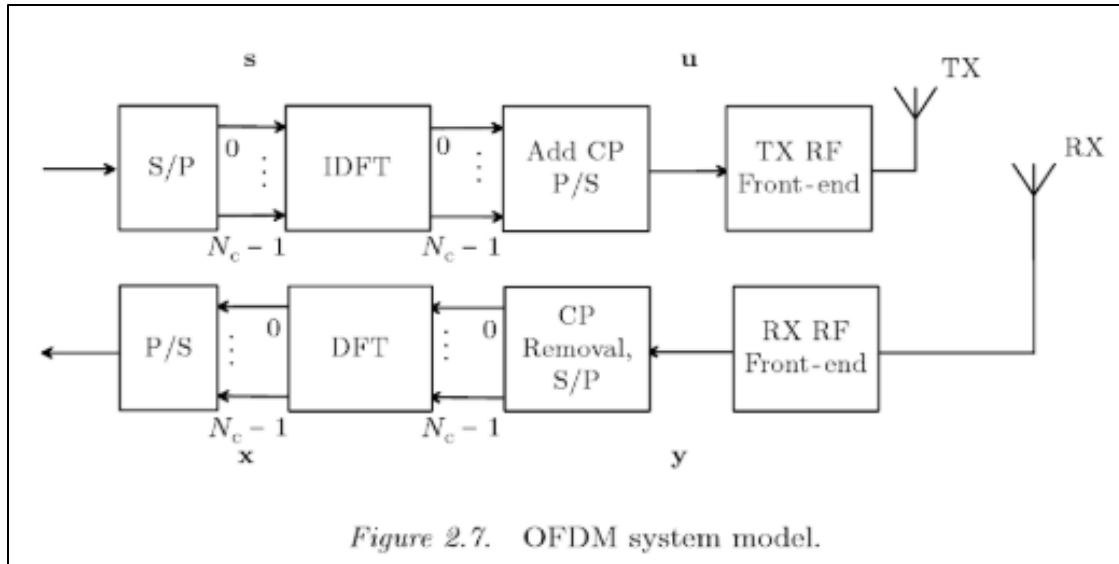 s
u
TX
S/P
0
⋮
N_c − 1
IDFT
0
⋮
N_c − 1
Add CP
P/S
TX RF
Front-end
RX
P/S
0
⋮
N_c − 1
DFT
0
⋮
N_c − 1
CP
Removal,
S/P
RX RF
Front-end
x
y
Figure 2.7. OFDM system model.